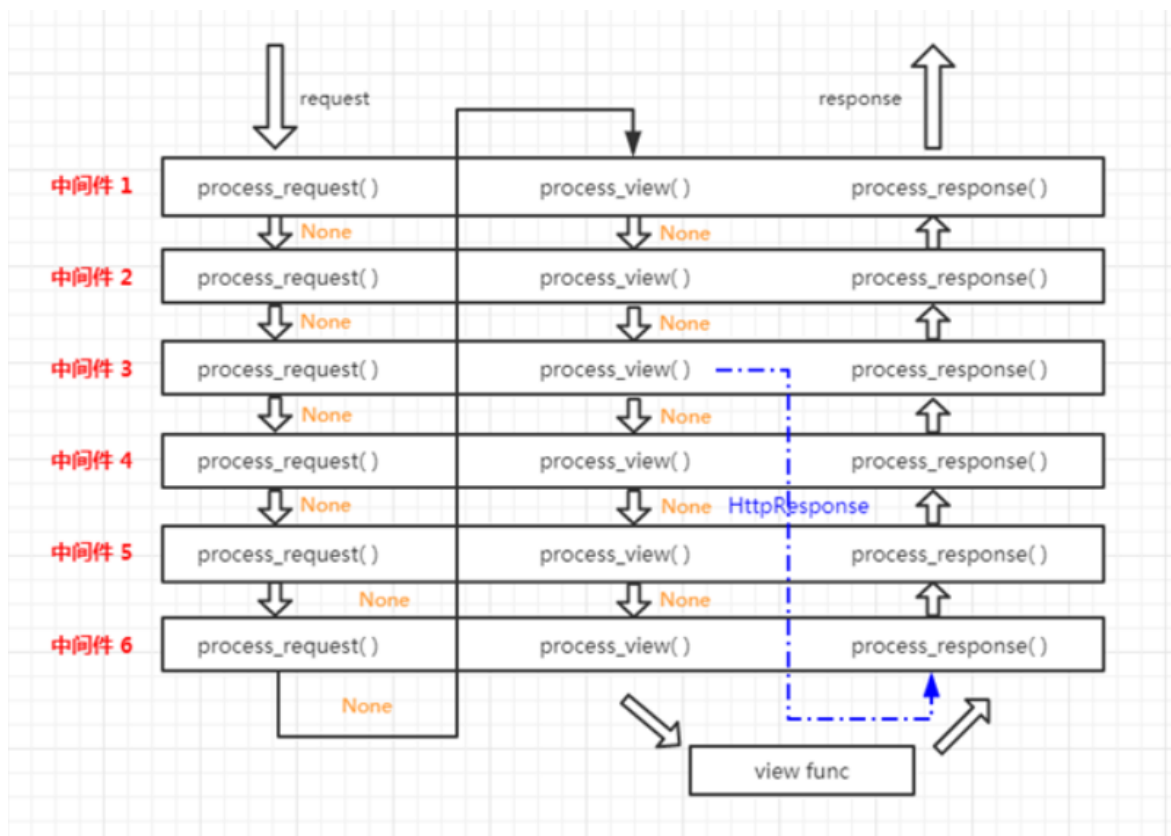 request
response
中间件 1 process_request( ) process_view( ) process_response( )
None None
中间件 2 process_request( ) process_view( ) process_response( )
None None
中间件 3 process_request( ) process_view( ) process_response( )
None None
中间件 4 process_request( ) process_view( ) process_response( )
None None HttpResponse
中间件 5 process_request( ) process_view( ) process_response( )
None None
中间件 6 process_request( ) process_view( ) process_response( )
None
view func